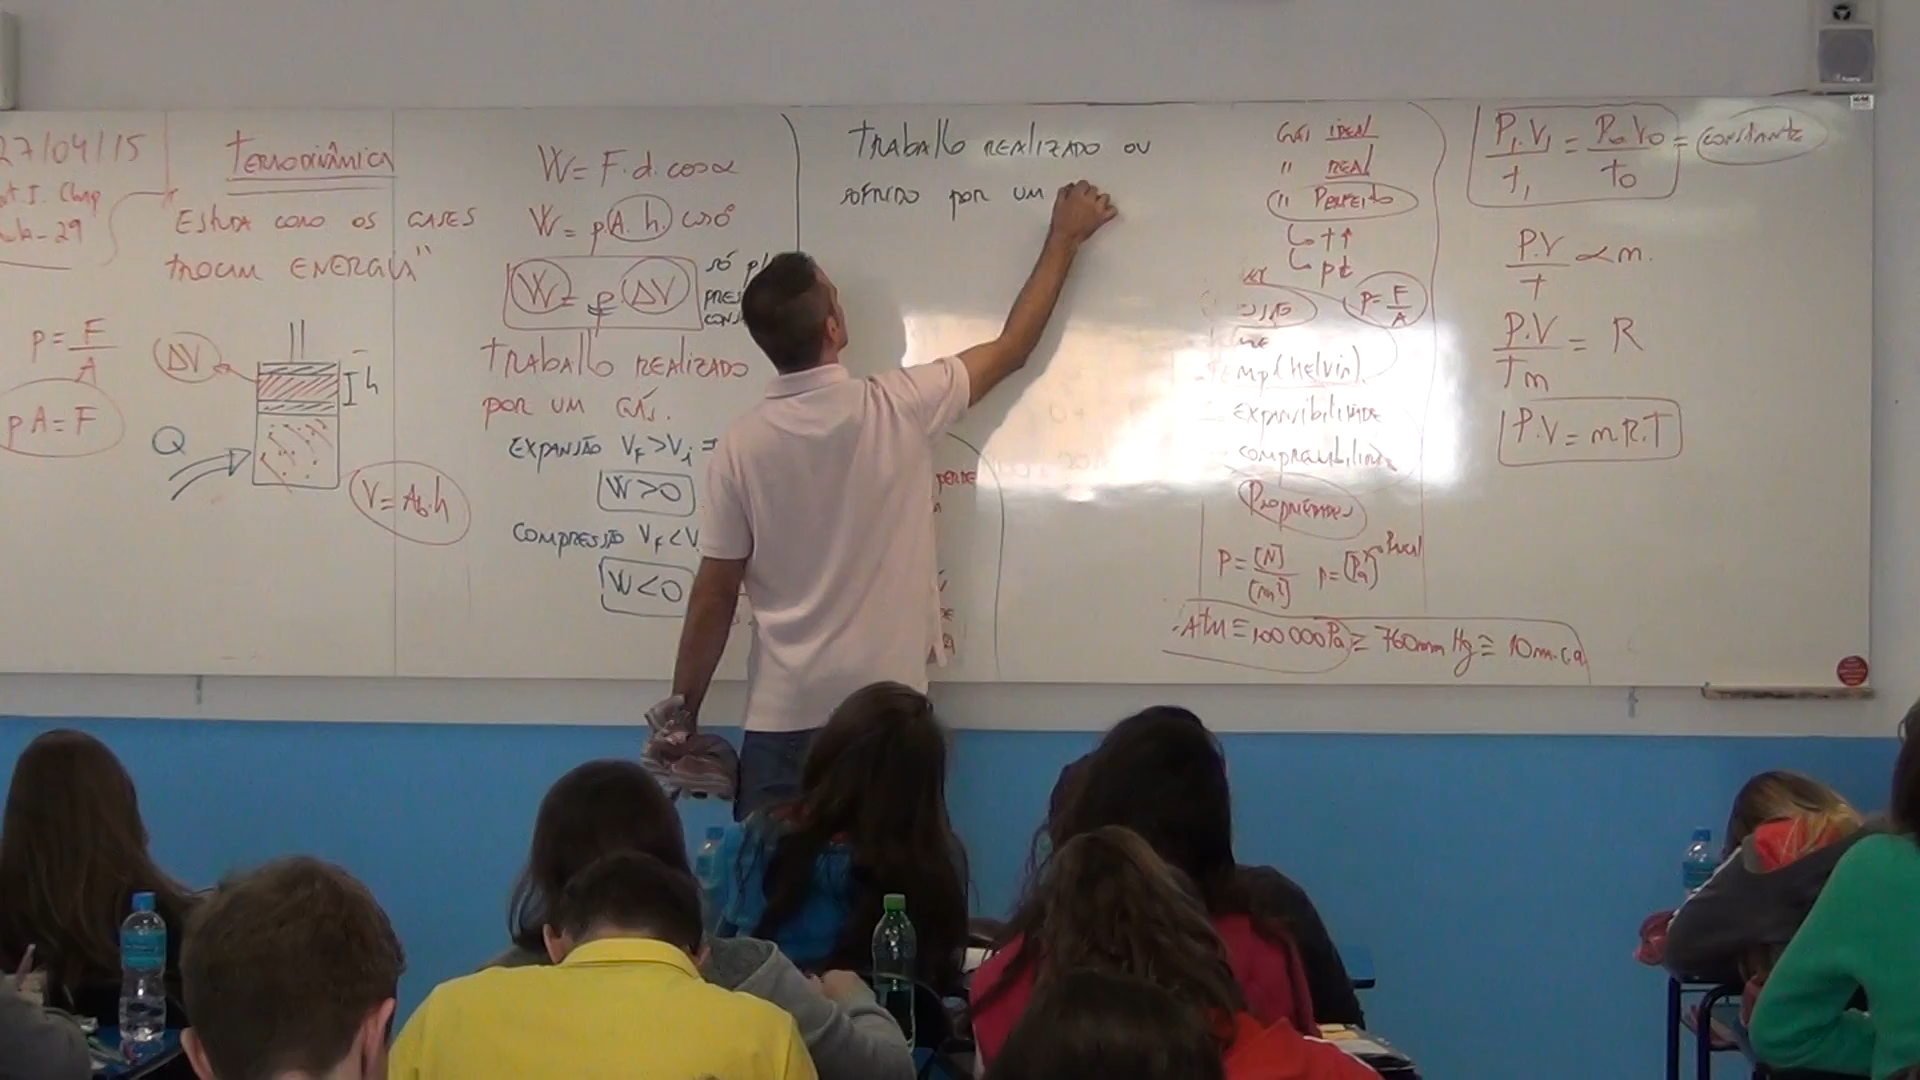 27/04/15
TERMODINÂMICA
ESTUDA COMO OS GASES
TROCAM ENERGIA"
p = F/A
pA = F
ΔV
h
Q
V = Ab.h
W = F.d.cosα
W = p.A.h.cos0°
W = p ΔV
SÓ p/
TRABALHO REALIZADO
POR UM GÁS.
EXPANSÃO VF > Vi =
W > 0
COMPRESSÃO VF < V
W < 0
TRABALHO REALIZADO OU
SOFRIDO POR UM
PERDE
GÁS IDEAL
" REAL
" PERFEITO
p = F/A
(Kelvin)
EXPANSIBILIDADE
PROPRIEDADES
P = [N]/[m²] p = [Pa]
ATM ≅ 100 000 Pa ≅ 760mm Hg ≅ 10m.c.a
P1.V1/t1 = P0.V0/t0 = CONSTANTE
P.V/t ∝ m.
P.V/Tm = R
P.V = m.R.T